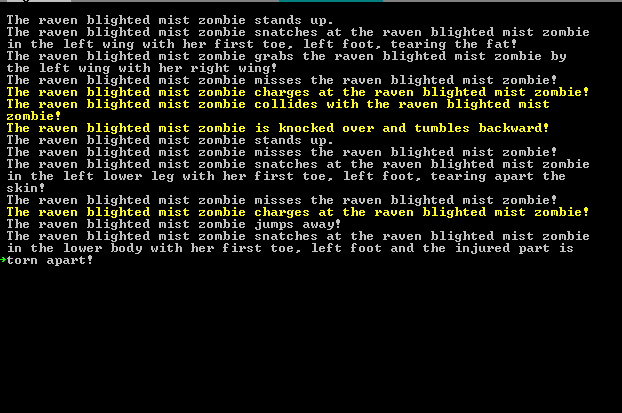 The raven blighted mist zombie stands up.
The raven blighted mist zombie snatches at the raven blighted mist zombie
in the left wing with her first toe, left foot, tearing the fat!
The raven blighted mist zombie grabs the raven blighted mist zombie by
the left wing with her right wing!
The raven blighted mist zombie misses the raven blighted mist zombie!
The raven blighted mist zombie charges at the raven blighted mist zombie!
The raven blighted mist zombie collides with the raven blighted mist
zombie!
The raven blighted mist zombie is knocked over and tumbles backward!
The raven blighted mist zombie stands up.
The raven blighted mist zombie misses the raven blighted mist zombie!
The raven blighted mist zombie snatches at the raven blighted mist zombie
in the left lower leg with her first toe, left foot, tearing apart the
skin!
The raven blighted mist zombie misses the raven blighted mist zombie!
The raven blighted mist zombie charges at the raven blighted mist zombie!
The raven blighted mist zombie jumps away!
The raven blighted mist zombie snatches at the raven blighted mist zombie
in the lower body with her first toe, left foot and the injured part is
torn apart!